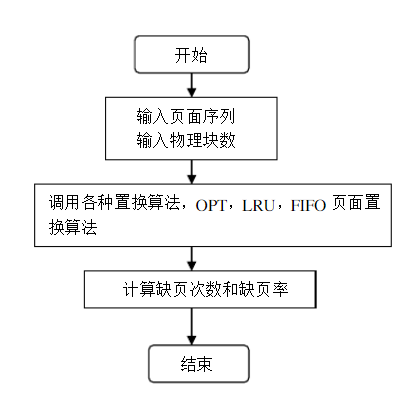 开始
输入页面序列
输入物理块数
调用各种置换算法，OPT，LRU，FIFO 页面置
换算法
计算缺页次数和缺页率
结束